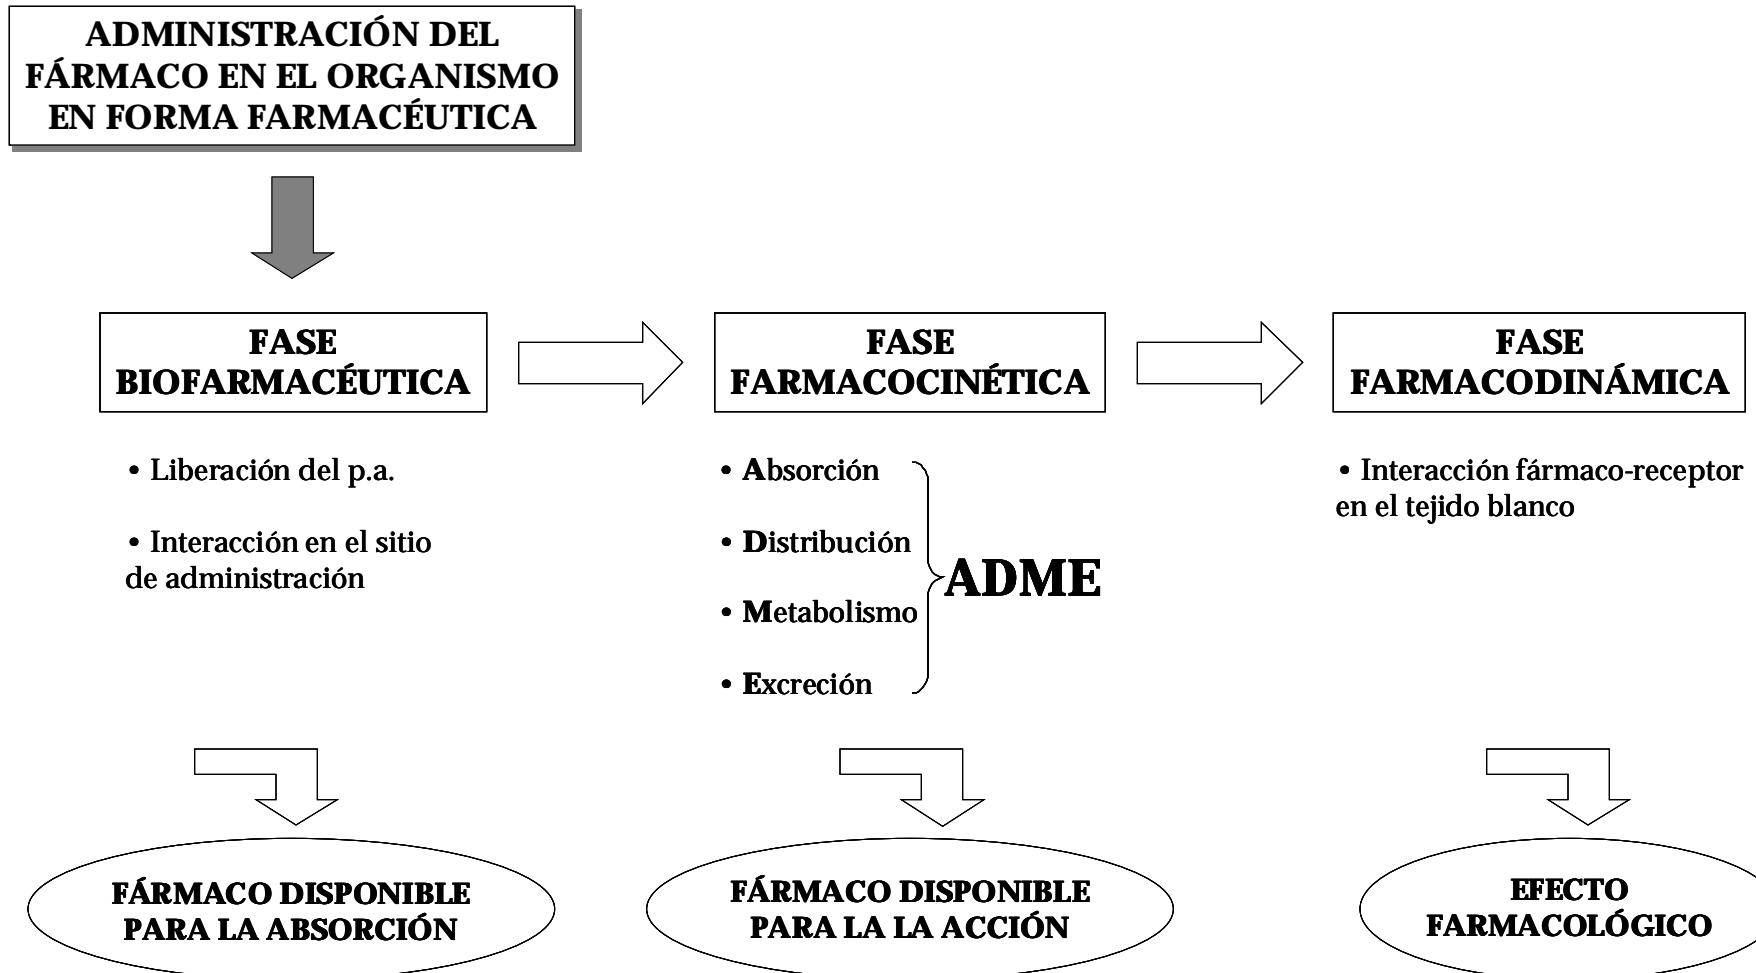 ADMINISTRACIÓN DEL
FÁRMACO EN EL ORGANISMO
EN FORMA FARMACÉUTICA
FASE
BIOFARMACÉUTICA
• Liberación del p.a.
• Interacción en el sitio
de administración
FASE
FARMACOCINÉTICA
• Absorción
• Distribución
• Metabolismo
• Excreción
ADME
FASE
FARMACODINÁMICA
• Interacción fármaco-receptor
en el tejido blanco
FÁRMACO DISPONIBLE
PARA LA ABSORCIÓN
FÁRMACO DISPONIBLE
PARA LA LA ACCIÓN
EFECTO
FARMACOLÓGICO